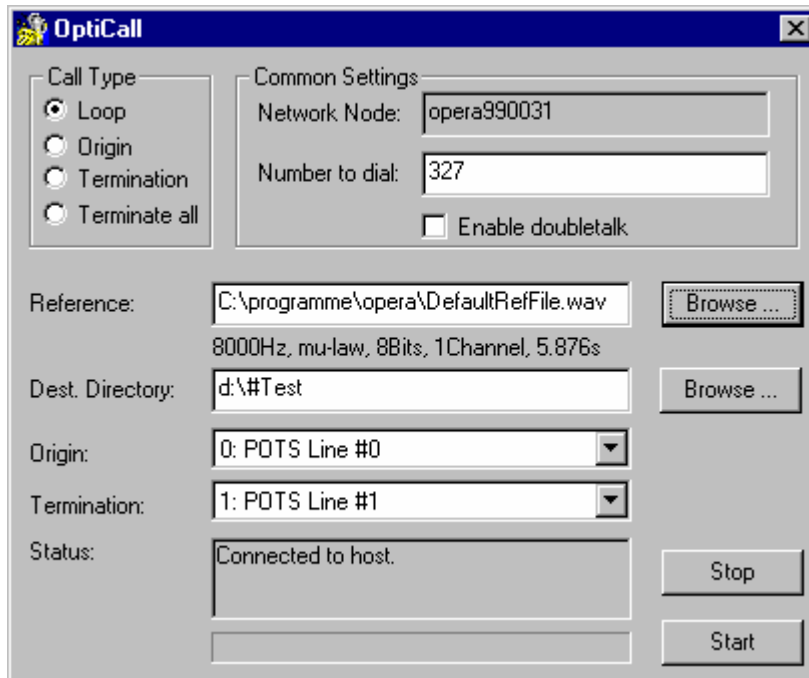 OptiCall
Call Type
Loop
Origin
Termination
Terminate all
Common Settings
Network Node: opera990031
Number to dial: 327
Enable doubletalk
Reference: C:\programme\opera\DefaultRefFile.wav Browse ...
8000Hz, mu-law, 8Bits, 1Channel, 5.876s
Dest. Directory: d:\#Test Browse ...
Origin: 0: POTS Line #0
Termination: 1: POTS Line #1
Status: Connected to host.
Stop
Start